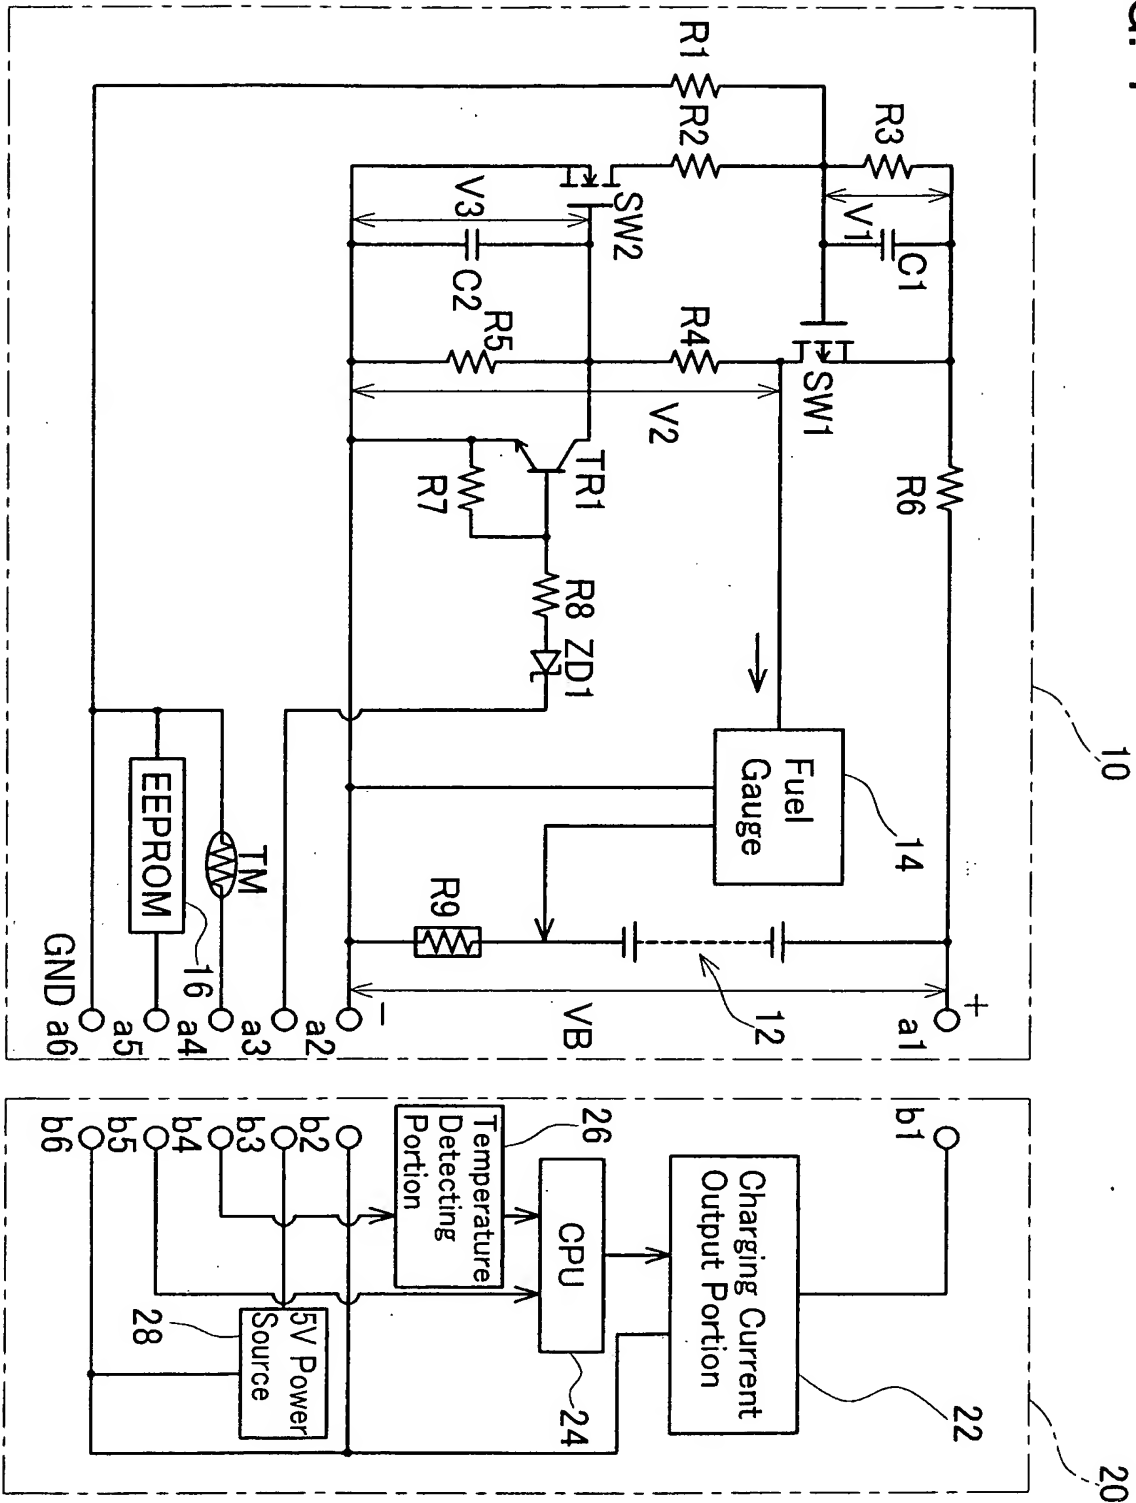 10
20
R1
R2
R3
V1
C1
SW1
SW2
V3
C2
R5
R4
V2
R6
TR1
R7
R8
ZD1
Fuel
Gauge
14
R9
12
VB
TM
EEPROM
16
GND
+
−
a1
a2
a3
a4
a5
a6
b1
b2
b3
b4
b5
b6
Charging Current
Output Portion
22
CPU
24
Temperature
Detecting
Portion
26
5V Power
Source
28